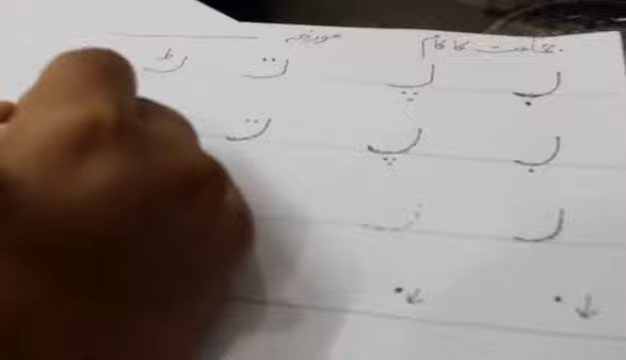 جماعت کا کام مورخہ
ب پ ت ٹ
ب پ ت